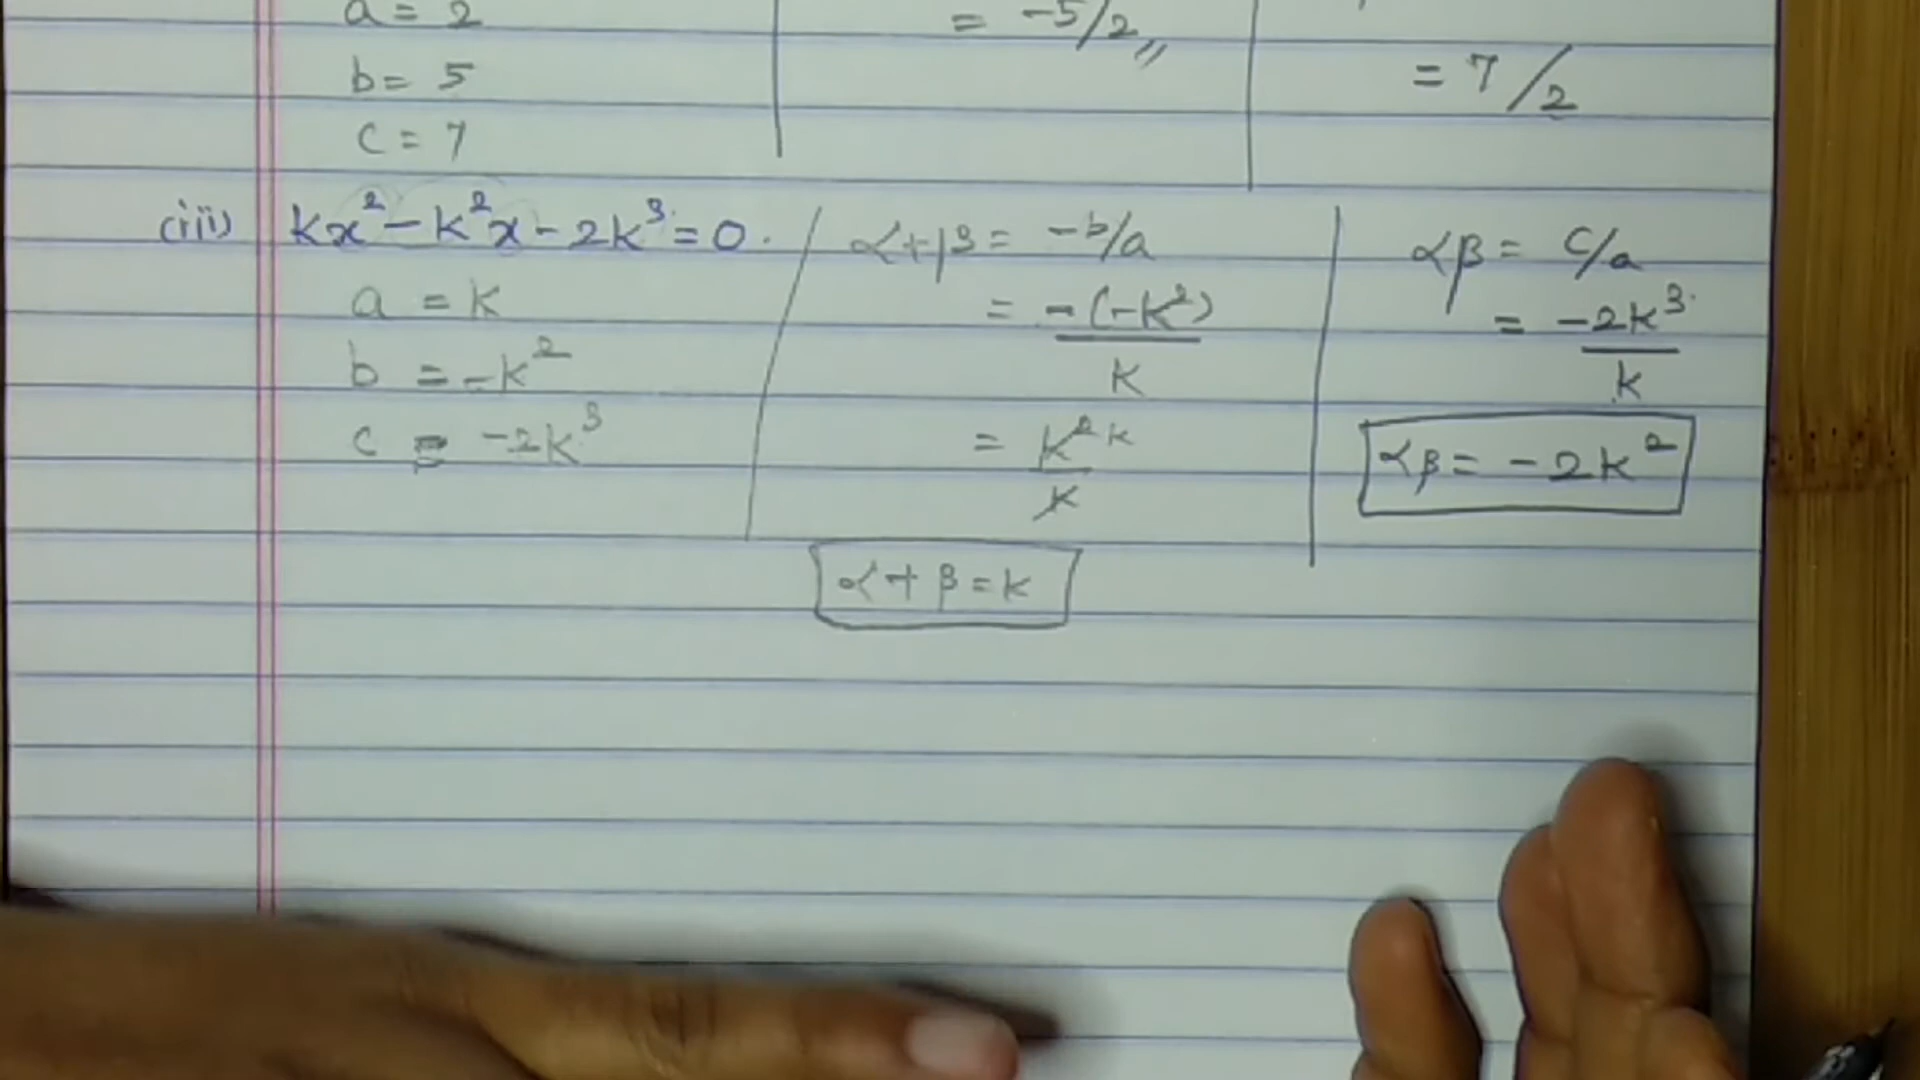 a = 2
b = 5
c = 7
= -5/2 〃
= 7/2
(iii) kx² - k²x - 2k³ = 0.
a = k
b = -k²
c = -2k³
α+β = -b/a
= -(-k²)
k
= k² k
k
α + β = k
αβ = c/a
= -2k³
k
αβ = -2k²